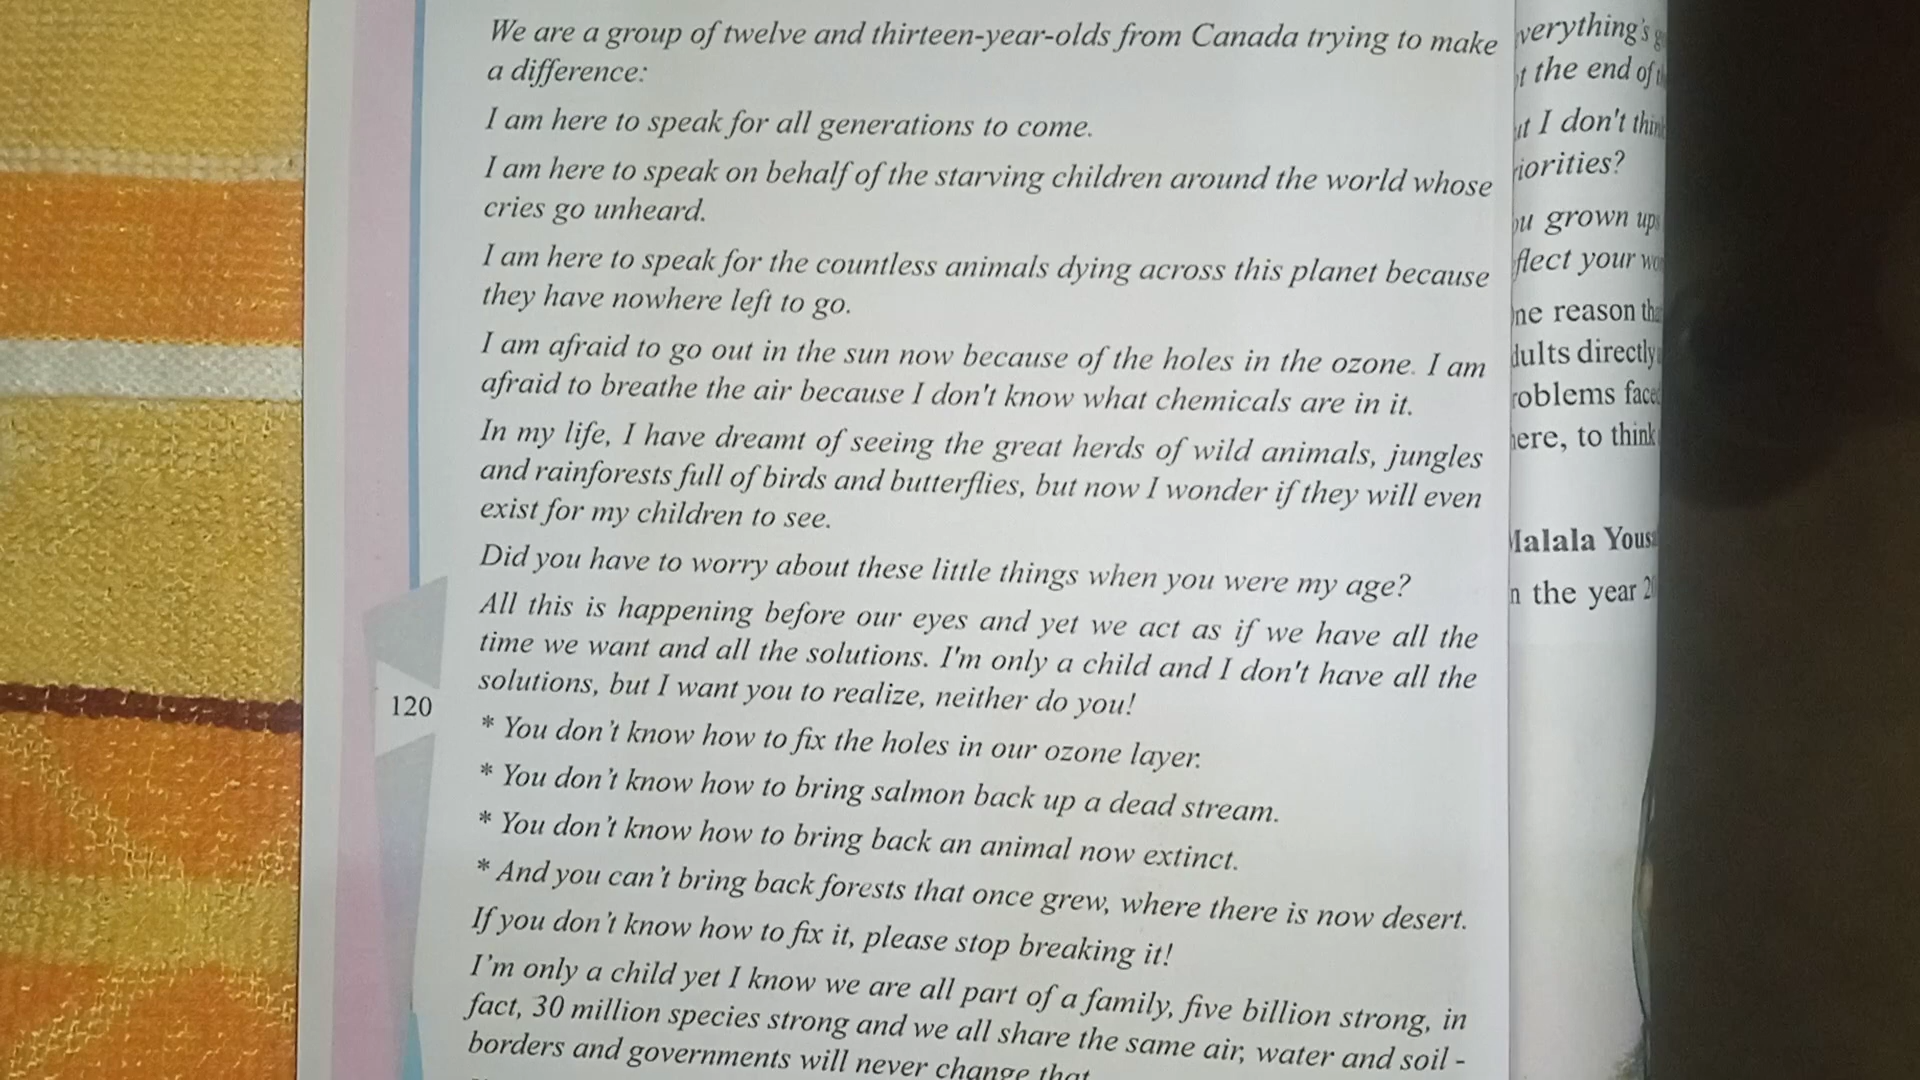 We are a group of twelve and thirteen-year-olds from Canada trying to make
a difference:
I am here to speak for all generations to come.
I am here to speak on behalf of the starving children around the world whose
cries go unheard.
I am here to speak for the countless animals dying across this planet because
they have nowhere left to go.
I am afraid to go out in the sun now because of the holes in the ozone. I am
afraid to breathe the air because I don't know what chemicals are in it.
In my life, I have dreamt of seeing the great herds of wild animals, jungles
and rainforests full of birds and butterflies, but now I wonder if they will even
exist for my children to see.
Did you have to worry about these little things when you were my age?
All this is happening before our eyes and yet we act as if we have all the
time we want and all the solutions. I'm only a child and I don't have all the
solutions, but I want you to realize, neither do you!
120
* You don't know how to fix the holes in our ozone layer.
* You don't know how to bring salmon back up a dead stream.
* You don't know how to bring back an animal now extinct.
* And you can't bring back forests that once grew, where there is now desert.
If you don't know how to fix it, please stop breaking it!
I'm only a child yet I know we are all part of a family, five billion strong, in
fact, 30 million species strong and we all share the same air, water and soil -
borders and governments will never change that
the end of
I don't
grown
your
reason
directly
here, to think
the year